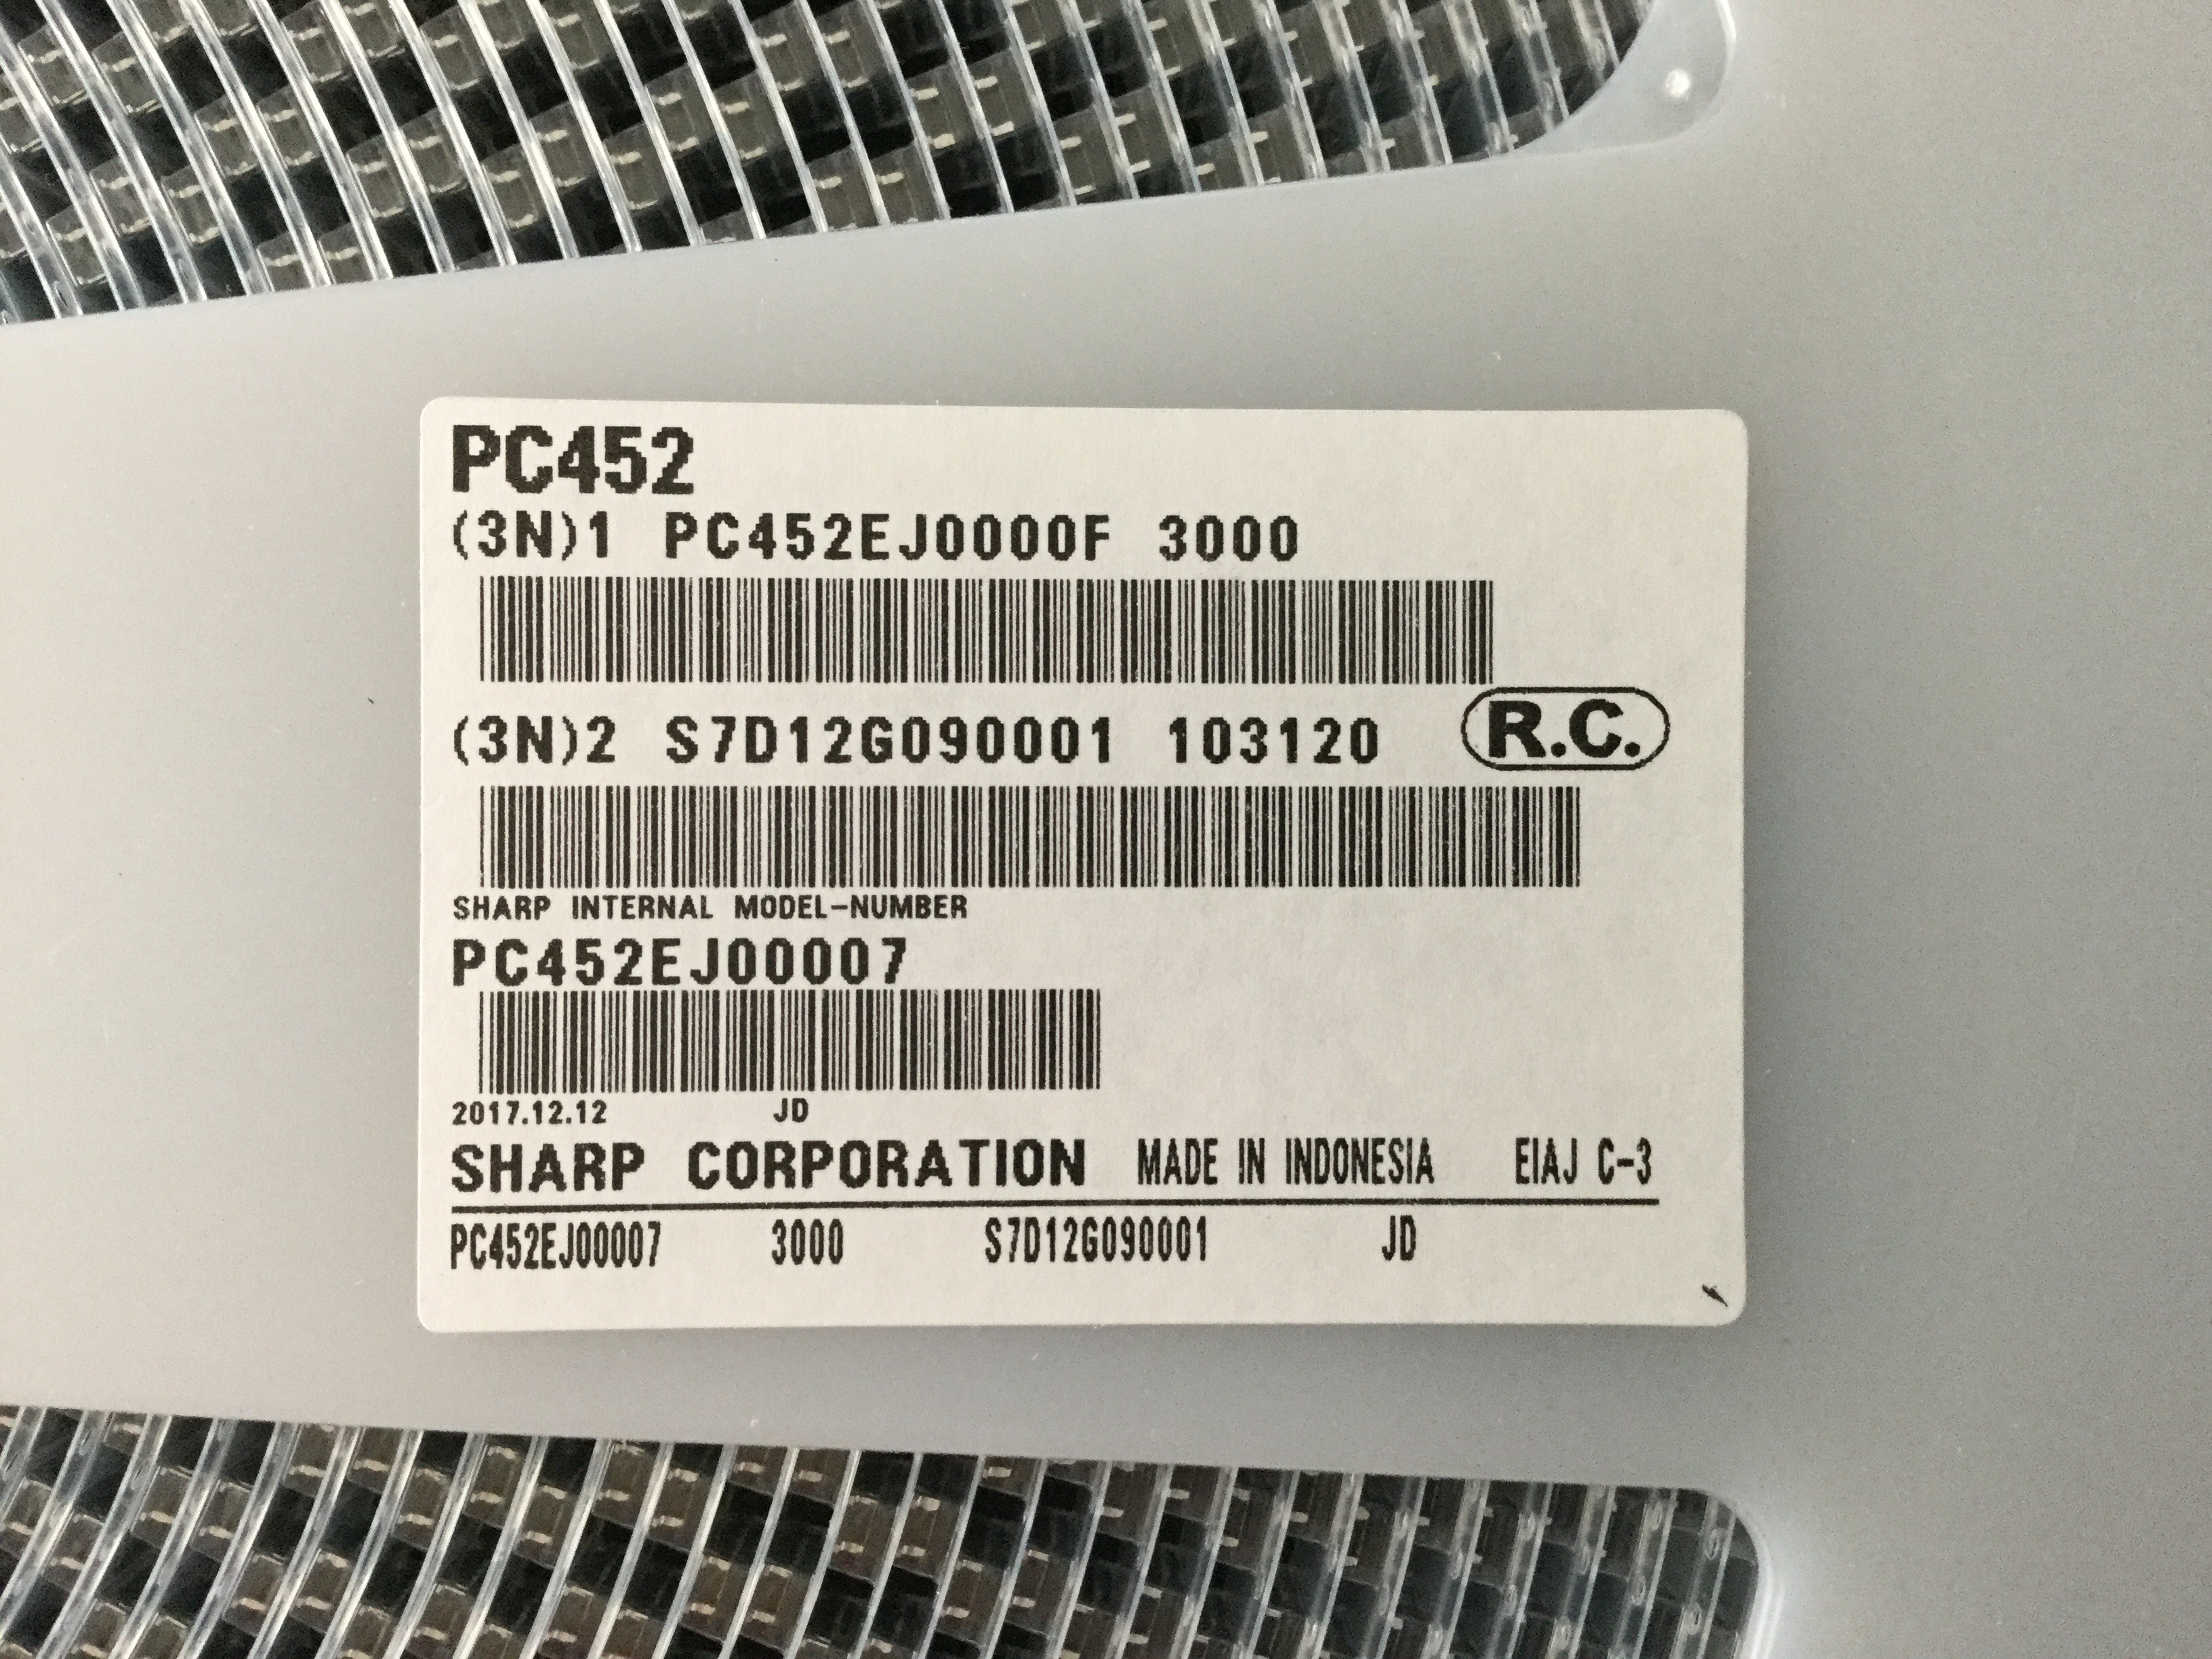 PC452
(3N)1 PC452EJ0000F 3000
(3N)2 S7D12G090001 103120 R.C.
SHARP INTERNAL MODEL-NUMBER
PC452EJ00007
2017.12.12 JD
SHARP CORPORATION MADE IN INDONESIA EIAJ C-3
PC452EJ00007 3000 S7D12G090001 JD